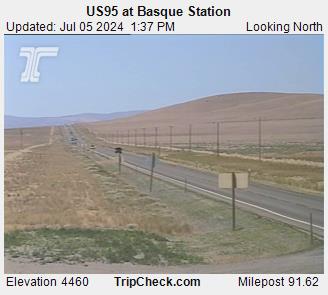 US95 at Basque Station
Updated: Jul 05 2024 1:37 PM Looking North
Elevation 4460 TripCheck.com Milepost 91.62